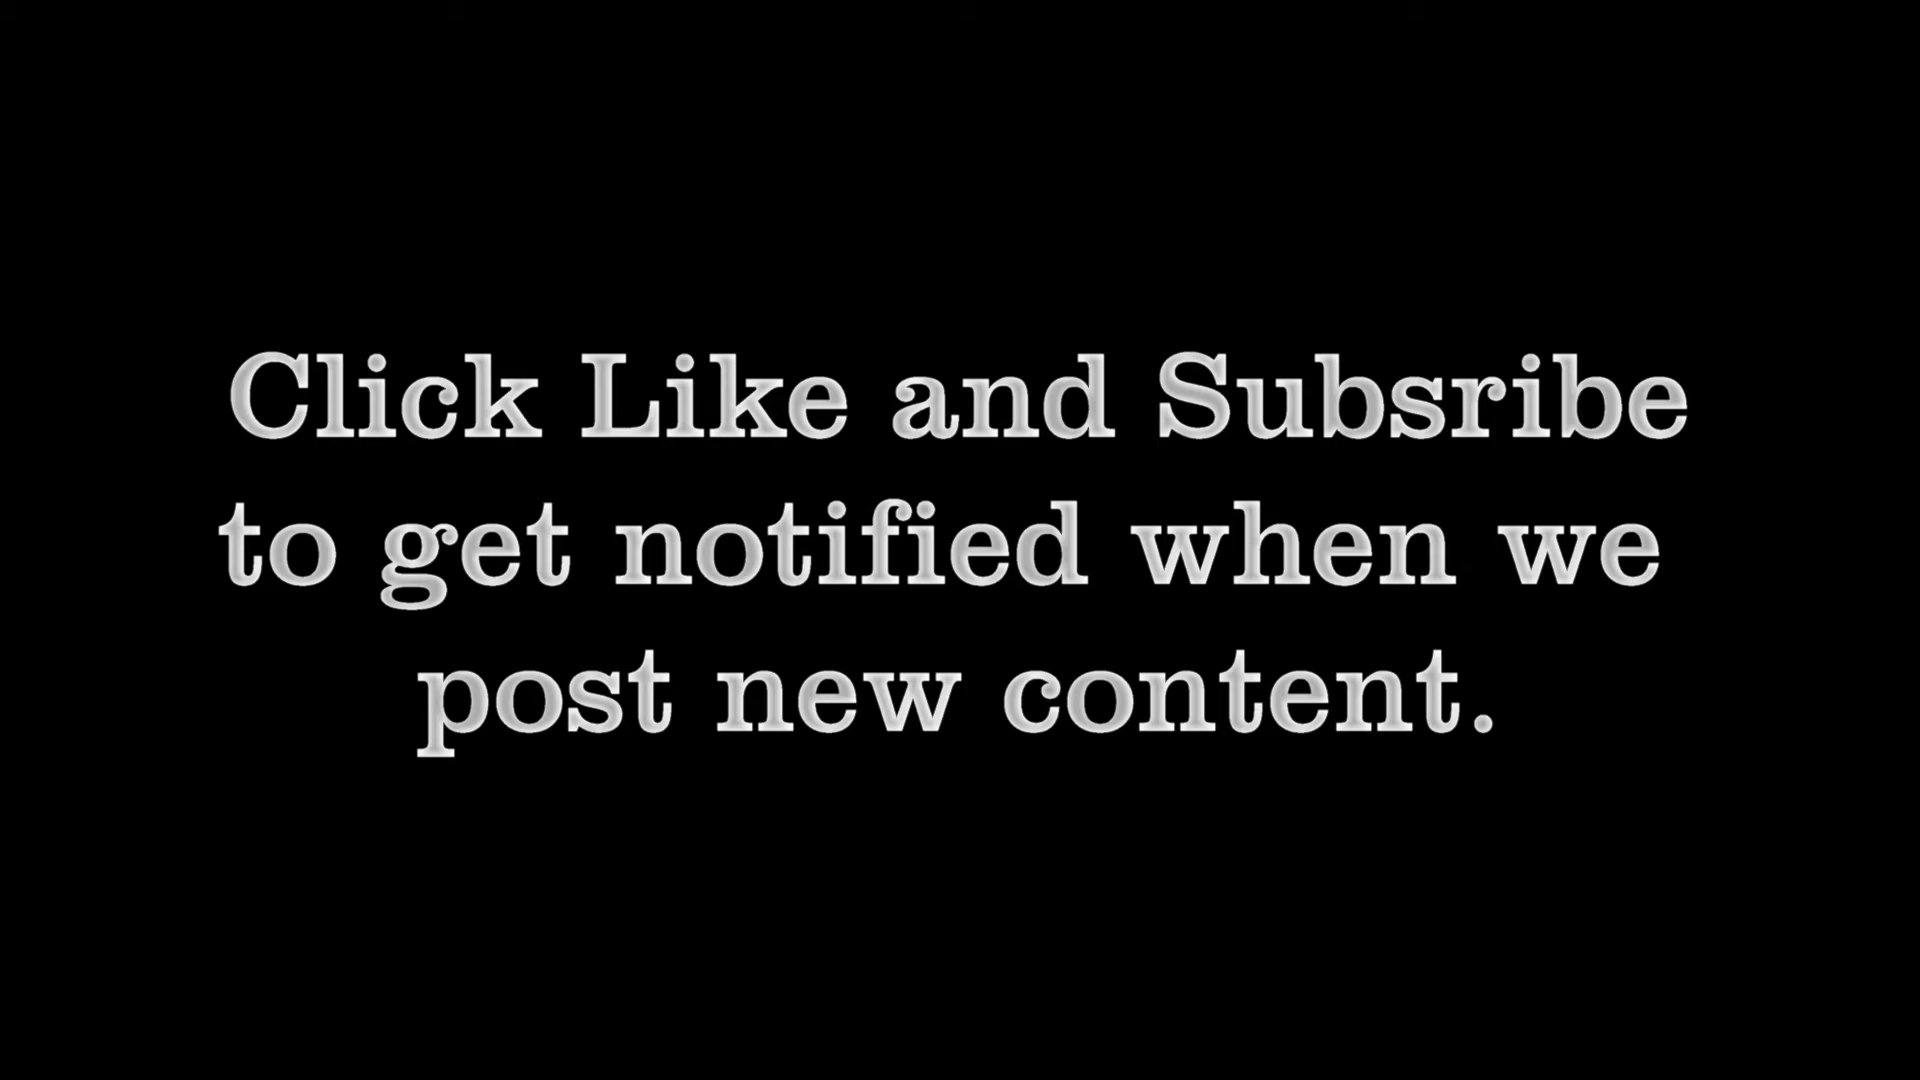 Click Like and Subsribe
to get notified when we
post new content.